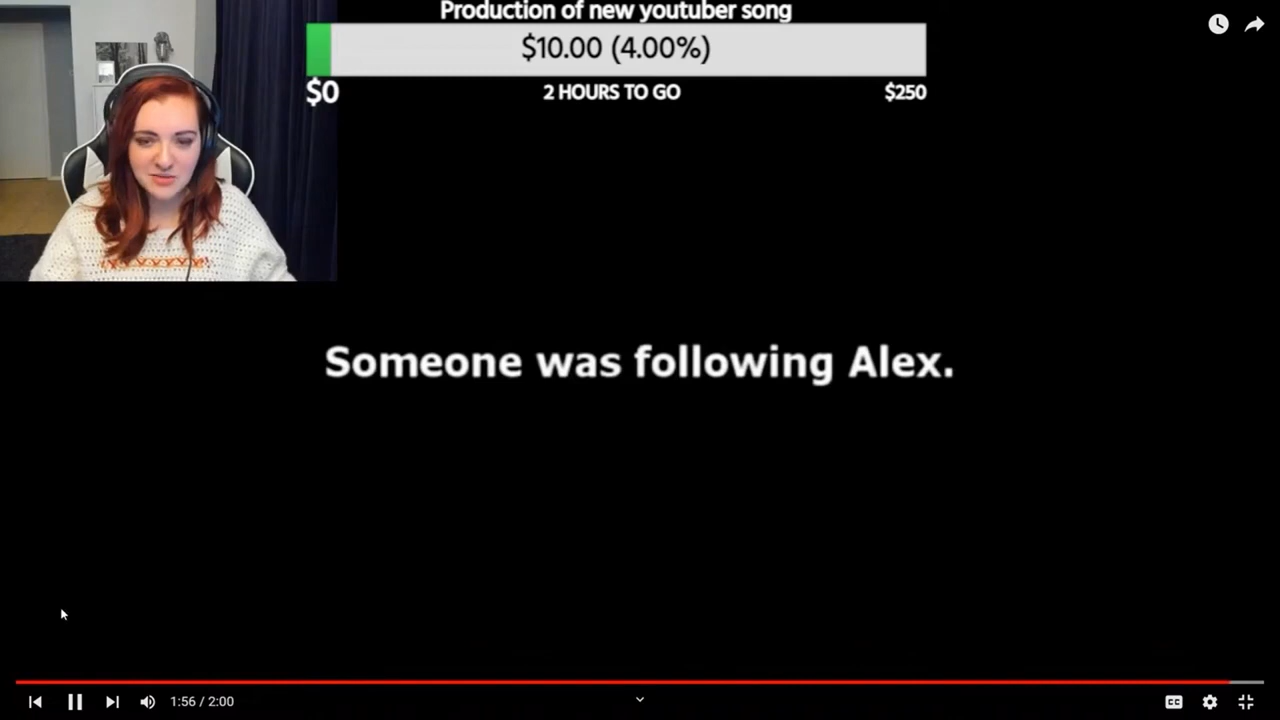 Production of new youtuber song
$10.00 (4.00%)
$0 2 HOURS TO GO $250
Someone was following Alex.
1:56 / 2:00
CC